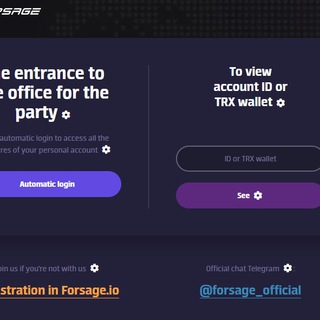 RSAGE
e entrance to
e office for the
party
To view
account ID or
TRX wallet
automatic login to access all the
res of your personal account
ID or TRX wallet
Automatic login
See
oin us if you're not with us
Official chat Telegram
stration in Forsage.io
@forsage_official